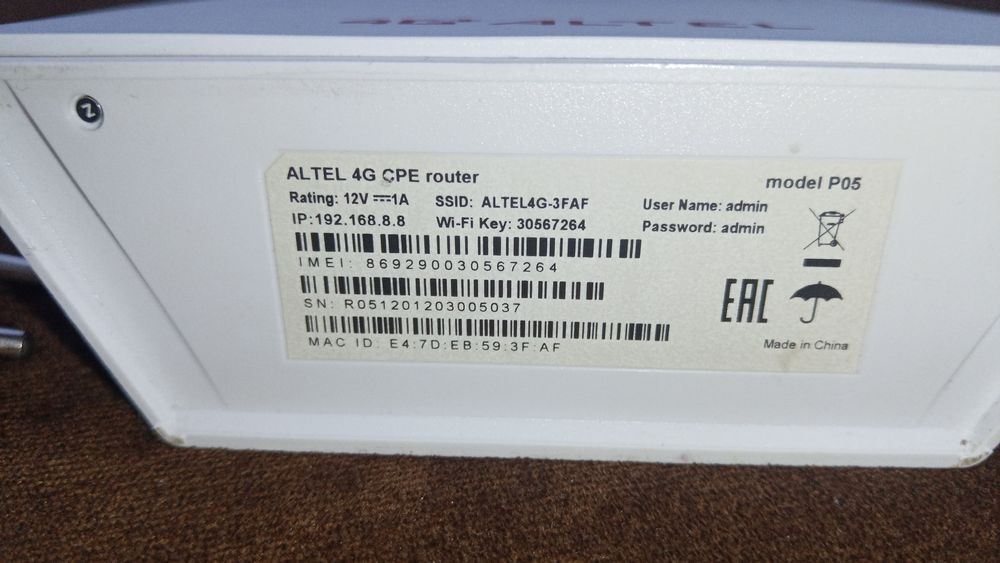 4G ALTEL
Z
ALTEL 4G CPE router
model P05
Rating: 12V ⎓1A SSID: ALTEL4G-3FAF User Name: admin
IP:192.168.8.8 Wi-Fi Key: 30567264 Password: admin
IMEI: 869290030567264
SN: R051201203005037
EAC
MAC ID: E4:7D:EB:59:3F:AF
Made in China